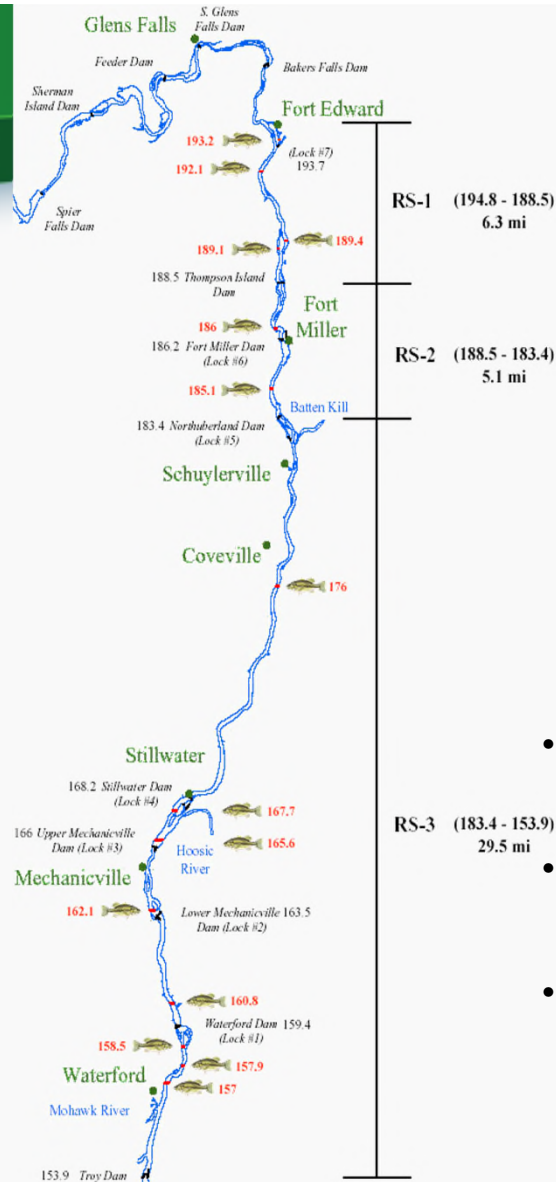 S. Glens
Falls Dam
Glens Falls
Feeder Dam
Bakers Falls Dam
Sherman
Island Dam
Fort Edward
193.2
(Lock #7)
193.7
192.1
RS-1 (194.8 - 188.5)
6.3 mi
Spier
Falls Dam
189.4
189.1
188.5 Thompson Island
Dam
Fort
Miller
186
186.2 Fort Miller Dam
(Lock #6)
RS-2 (188.5 - 183.4)
5.1 mi
185.1
Batten Kill
183.4 Northuberland Dam
(Lock #5)
Schuylerville
Coveville
176
Stillwater
168.2 Stillwater Dam
(Lock #4)
167.7
RS-3 (183.4 - 153.9)
29.5 mi
166 Upper Mechanicville
Dam (Lock #3)
165.6
Hoosic
River
Mechanicville
162.1
Lower Mechanicville 163.5
Dam (Lock #2)
160.8
Waterford Dam 159.4
(Lock #1)
158.5
157.9
Waterford
157
Mohawk River
153.9 Troy Dam